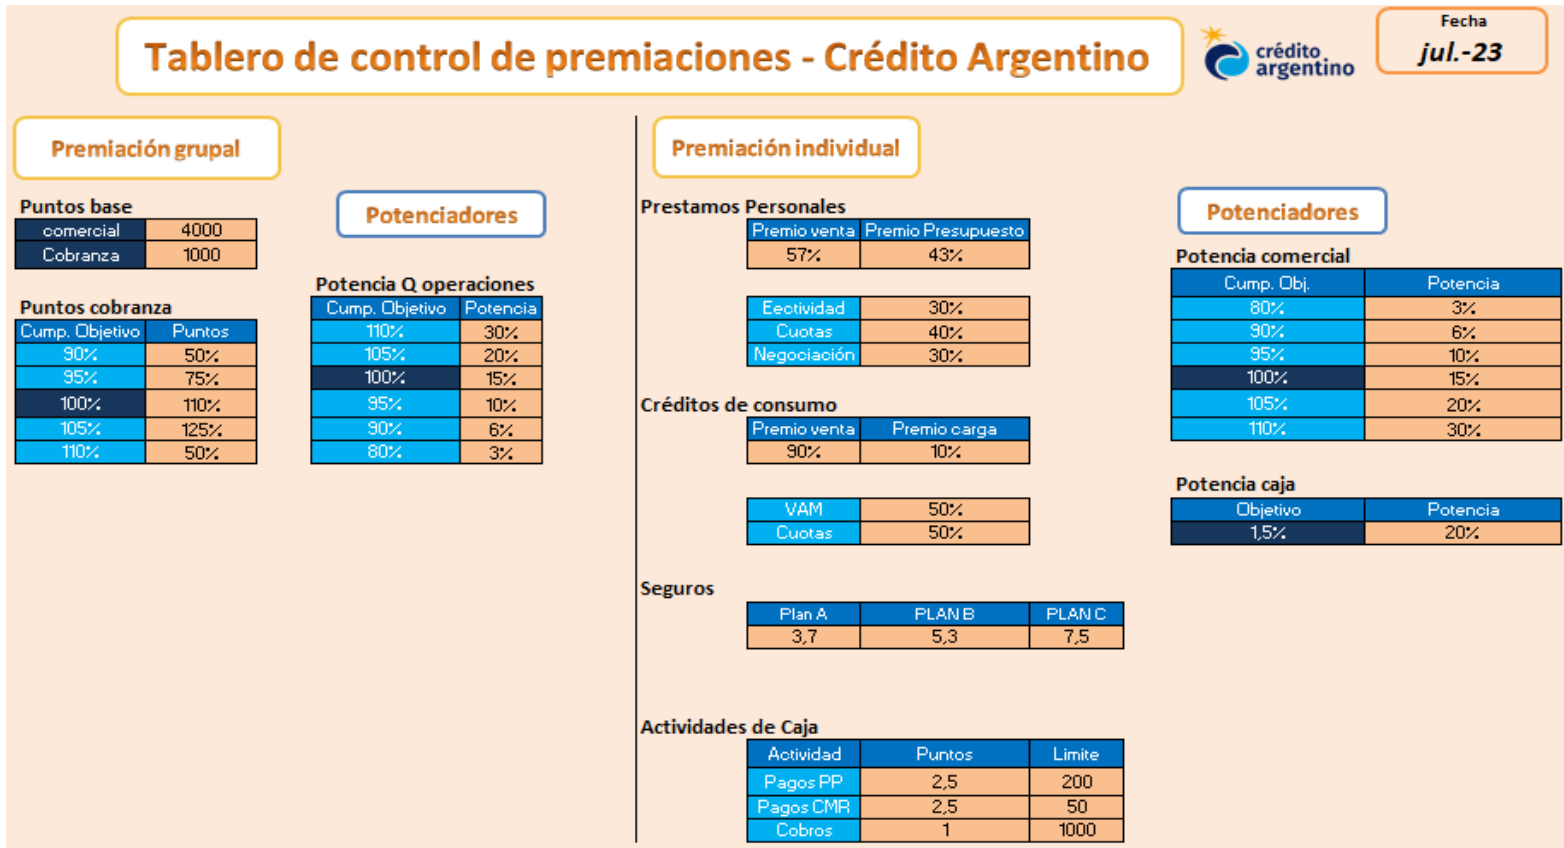 Tablero de control de premiaciones - Crédito Argentino
crédito
argentino
Fecha
jul.-23
Premiación grupal
Puntos base
comercial 4000
Cobranza 1000
Puntos cobranza
Cump. Objetivo Puntos
90% 50%
95% 75%
100% 110%
105% 125%
110% 50%
Potenciadores
Potencia Q operaciones
Cump. Objetivo Potencia
110% 30%
105% 20%
100% 15%
95% 10%
90% 6%
80% 3%
Premiación individual
Prestamos Personales
Premio venta Premio Presupuesto
57% 43%
Eectividad 30%
Cuotas 40%
Negociación 30%
Créditos de consumo
Premio venta Premio carga
90% 10%
VAM 50%
Cuotas 50%
Seguros
Plan A PLAN B PLAN C
3,7 5,3 7,5
Actividades de Caja
Actividad Puntos Limite
Pagos PP 2,5 200
Pagos CMR 2,5 50
Cobros 1 1000
Potenciadores
Potencia comercial
Cump. Obj. Potencia
80% 3%
90% 6%
95% 10%
100% 15%
105% 20%
110% 30%
Potencia caja
Objetivo Potencia
1,5% 20%